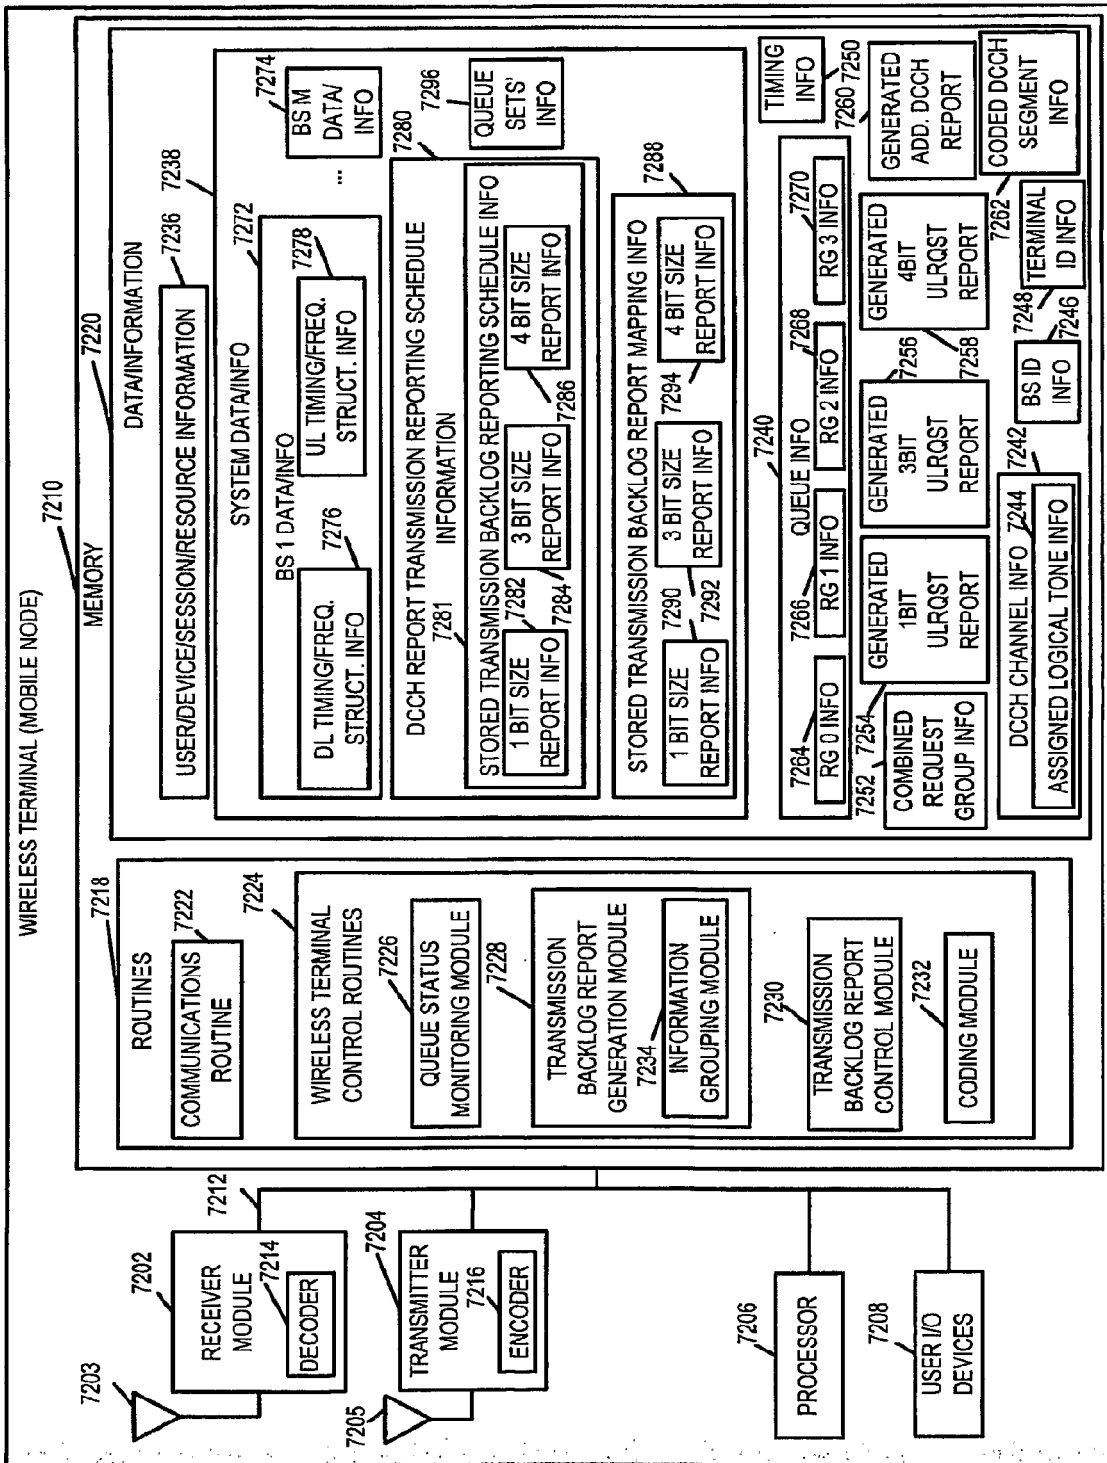 WIRELESS TERMINAL (MOBILE NODE)
7203
7202
RECEIVER
MODULE
7214
DECODER
7212
7205
7204
TRANSMITTER
MODULE
7216
ENCODER
7206
PROCESSOR
7208
USER I/O
DEVICES
7210
MEMORY
7218
ROUTINES
7222
COMMUNICATIONS
ROUTINE
7224
WIRELESS TERMINAL
CONTROL ROUTINES
7226
QUEUE STATUS
MONITORING MODULE
7228
TRANSMISSION
BACKLOG REPORT
GENERATION MODULE
7234
INFORMATION
GROUPING MODULE
7230
TRANSMISSION
BACKLOG REPORT
CONTROL MODULE
7232
CODING MODULE
7220
DATA/INFORMATION
7236
USER/DEVICE/SESSION/RESOURCE INFORMATION
7238
SYSTEM DATA/INFO
7272
BS 1 DATA/INFO
7276
DL TIMING/FREQ.
STRUCT. INFO
7278
UL TIMING/FREQ.
STRUCT. INFO
...
7274
BS M
DATA/
INFO
7280
DCCH REPORT TRANSMISSION REPORTING SCHEDULE
INFORMATION
7281
STORED TRANSMISSION BACKLOG REPORTING SCHEDULE INFO
7282
1 BIT SIZE
REPORT INFO
7284
3 BIT SIZE
REPORT INFO
7286
4 BIT SIZE
REPORT INFO
7296
QUEUE
SETS'
INFO
7288
STORED TRANSMISSION BACKLOG REPORT MAPPING INFO
7290
1 BIT SIZE
REPORT INFO
7292
3 BIT SIZE
REPORT INFO
7294
4 BIT SIZE
REPORT INFO
7240
QUEUE INFO
7264
RG 0 INFO
7266
RG 1 INFO
7268
RG 2 INFO
7270
RG 3 INFO
TIMING
INFO
7250
7252
COMBINED
REQUEST
GROUP INFO
7254
GENERATED
1BIT
ULRQST
REPORT
7256
GENERATED
3BIT
ULRQST
REPORT
7258
GENERATED
4BIT
ULRQST
REPORT
7260
GENERATED
ADD. DCCH
REPORT
7262
CODED DCCH
SEGMENT
INFO
7242
DCCH CHANNEL INFO
7244
ASSIGNED LOGICAL TONE INFO
7246
BS ID
INFO
7248
TERMINAL
ID INFO